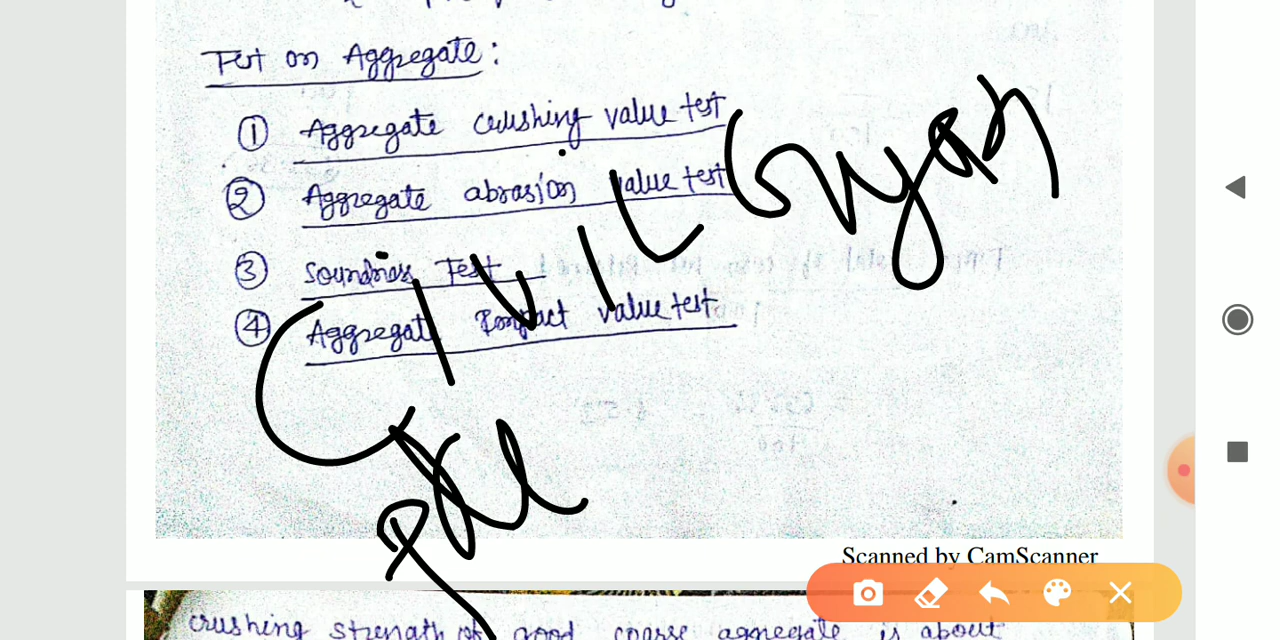 Test on Aggregate:
① Aggregate crushing value test
② Aggregate abrasion value test
③ Soundness Test
④ Aggregate Impact value test
CIVIL Gyan
Scanned by CamScanner
crushing strength of good coarse aggregate is about